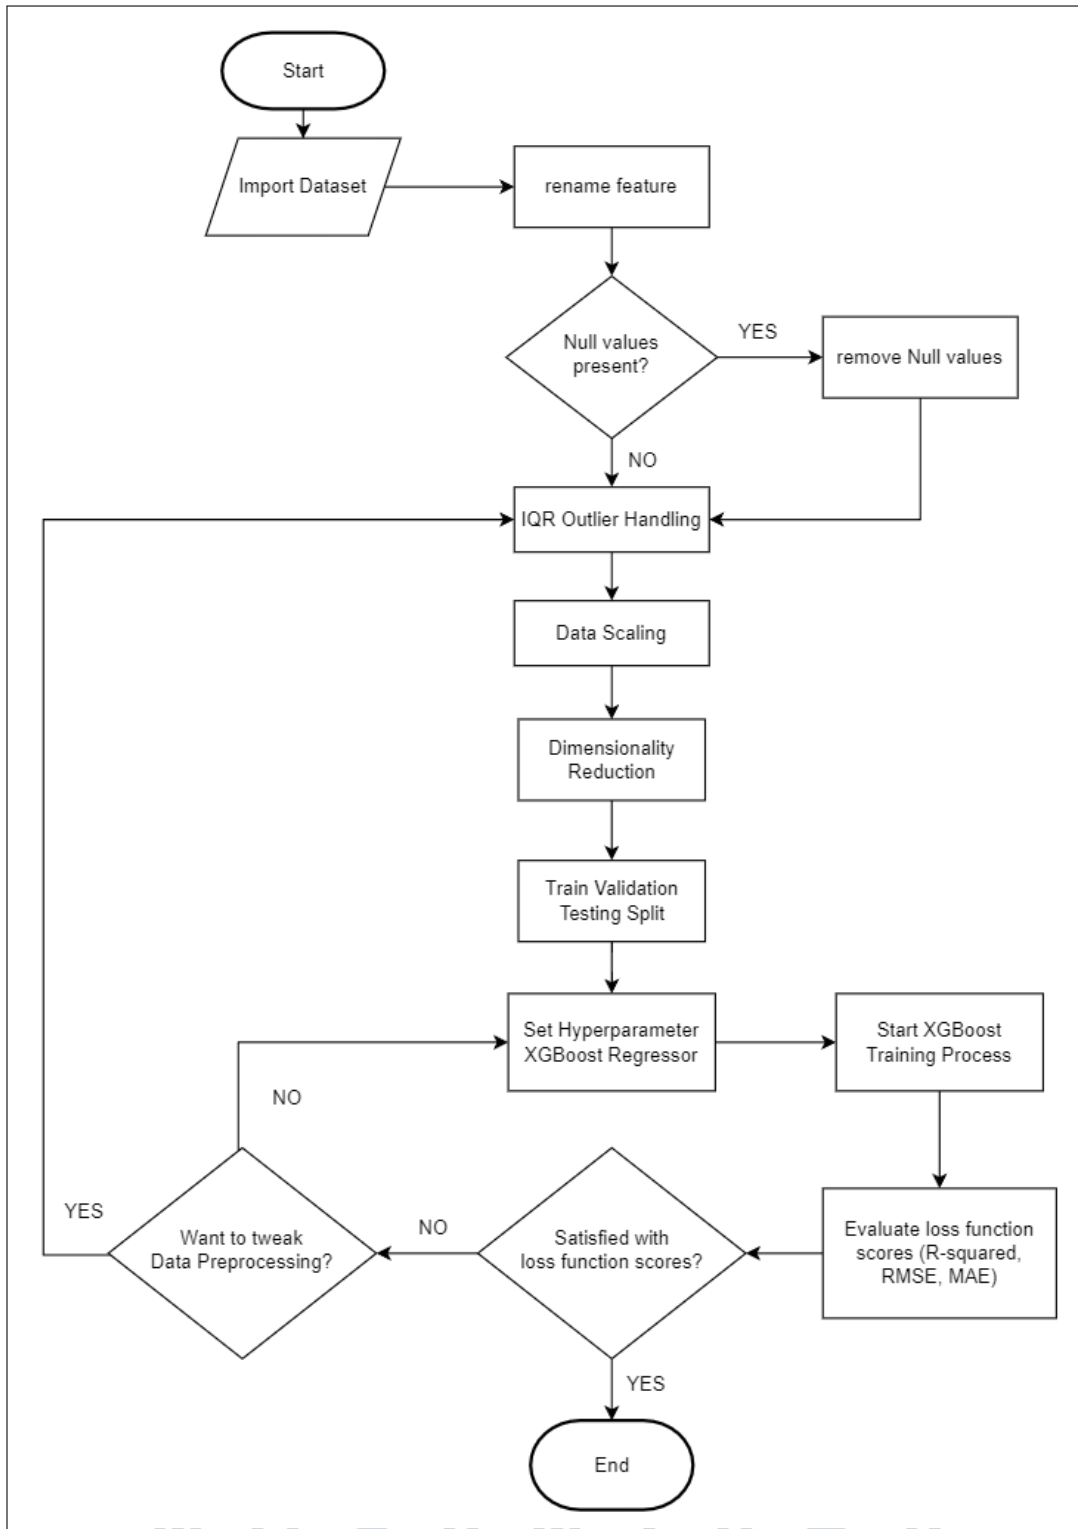 Start
Import Dataset
rename feature
Null values
present?
YES
remove Null values
NO
IQR Outlier Handling
Data Scaling
Dimensionality
Reduction
Train Validation
Testing Split
Set Hyperparameter
XGBoost Regressor
Start XGBoost
Training Process
NO
YES
Want to tweak
Data Preprocessing?
NO
Satisfied with
loss function scores?
Evaluate loss function
scores (R-squared,
RMSE, MAE)
YES
End